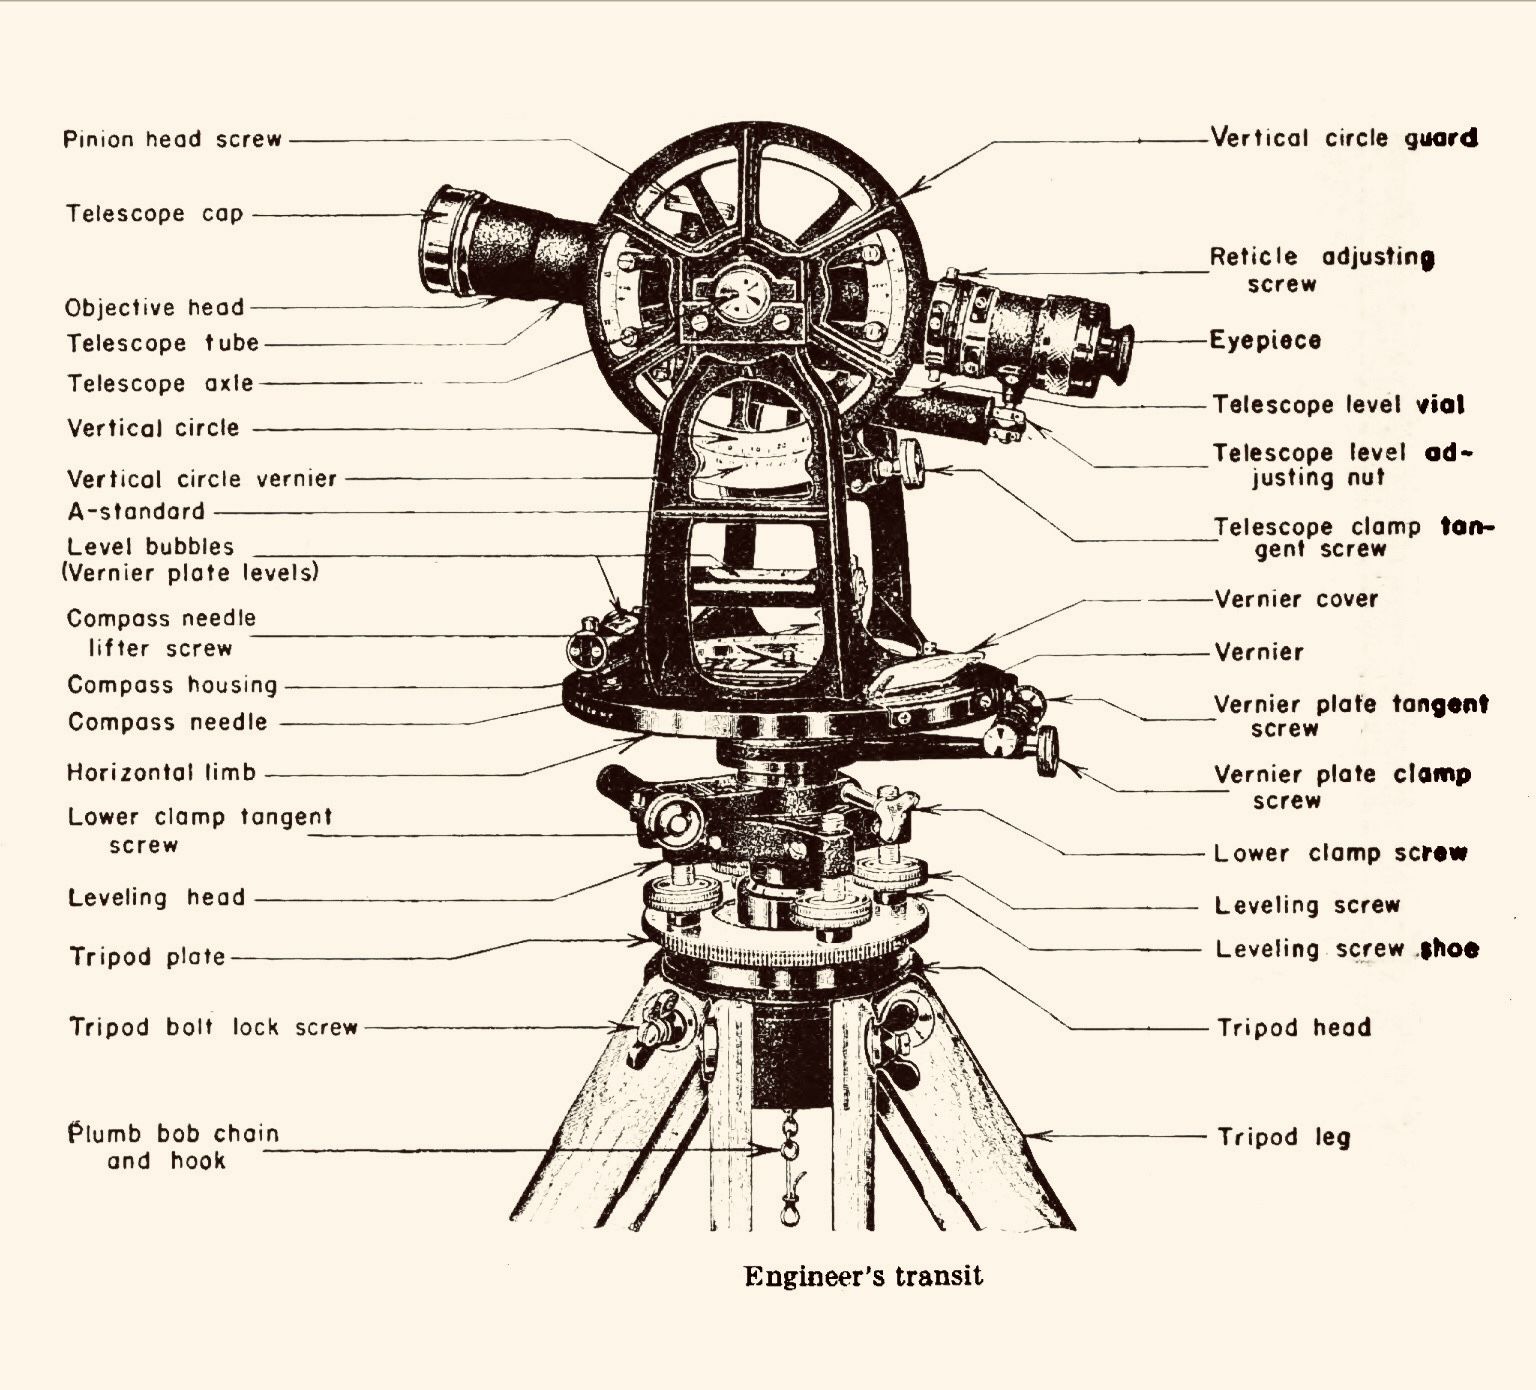 Pinion head screw
Telescope cap
Objective head
Telescope tube
Telescope axle
Vertical circle
Vertical circle vernier
A-standard
Level bubbles
(Vernier plate levels)
Compass needle
lifter screw
Compass housing
Compass needle
Horizontal limb
Lower clamp tangent
screw
Leveling head
Tripod plate
Tripod bolt lock screw
Plumb bob chain
and hook
Vertical circle guard
Reticle adjusting
screw
Eyepiece
Telescope level vial
Telescope level ad-
justing nut
Telescope clamp tan-
gent screw
Vernier cover
Vernier
Vernier plate tangent
screw
Vernier plate clamp
screw
Lower clamp screw
Leveling screw
Leveling screw shoe
Tripod head
Tripod leg
Engineer's transit